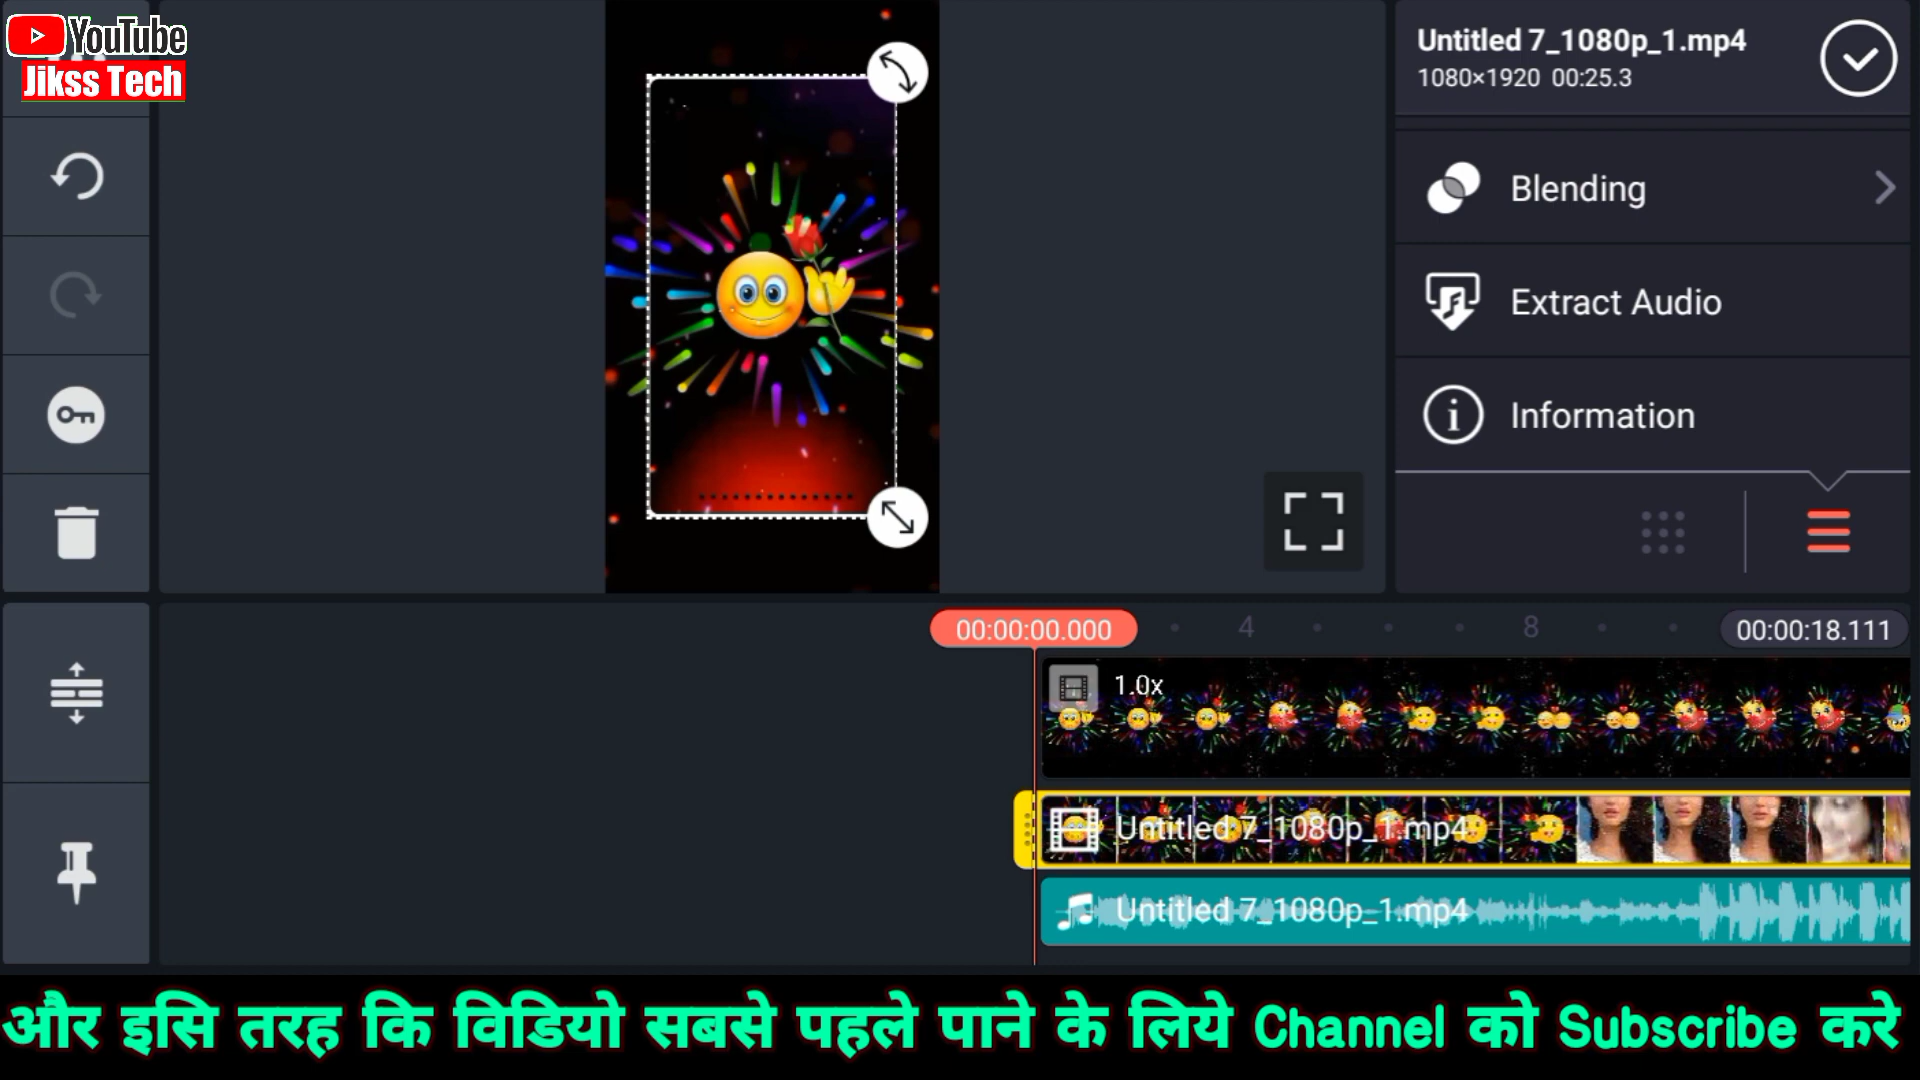 YouTube
Jikss Tech
Untitled 7_1080p_1.mp4
1080×1920 00:25.3
Blending
Extract Audio
Information
00:00:00.000
4
8
00:00:18.111
1.0x
Untitled 7_1080p_1.mp4
Untitled 7_1080p_1.mp4
और इसि तरह कि विडियो सबसे पहले पाने के लिये Channel को Subscribe करे